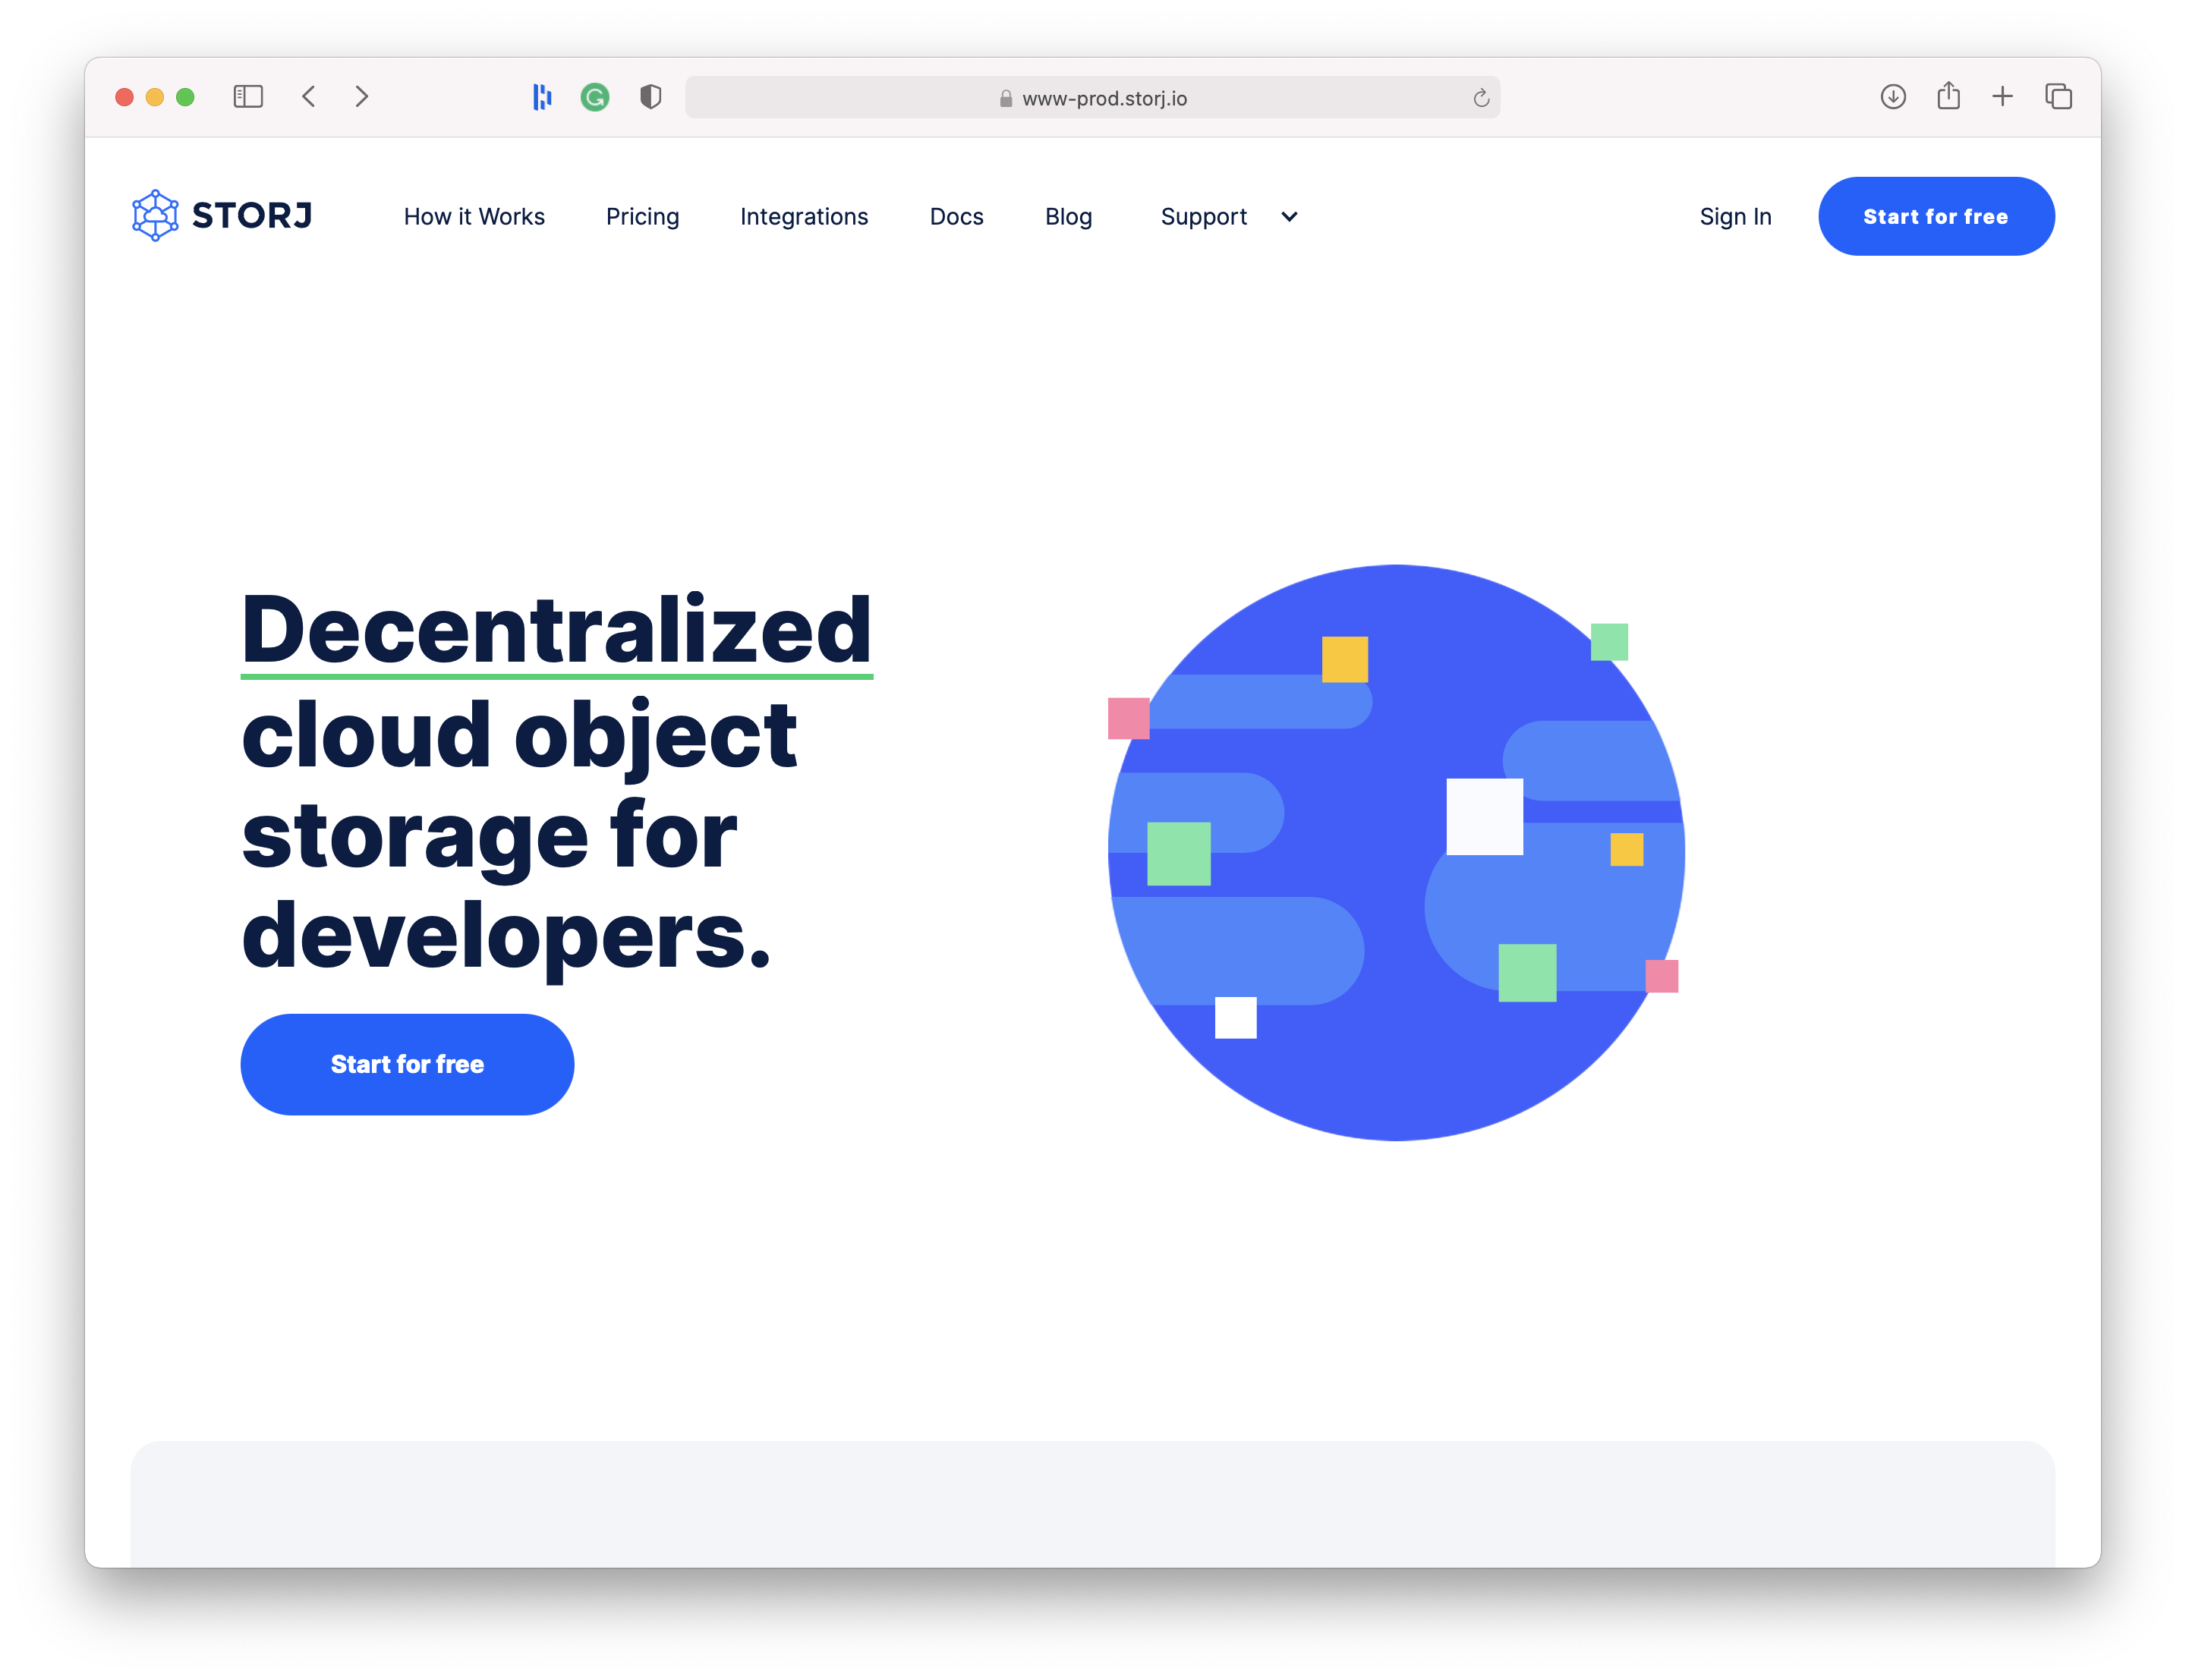 www-prod.storj.io
STORJ
How it Works
Pricing
Integrations
Docs
Blog
Support
Sign In
Start for free
Decentralized
cloud object
storage for
developers.
Start for free